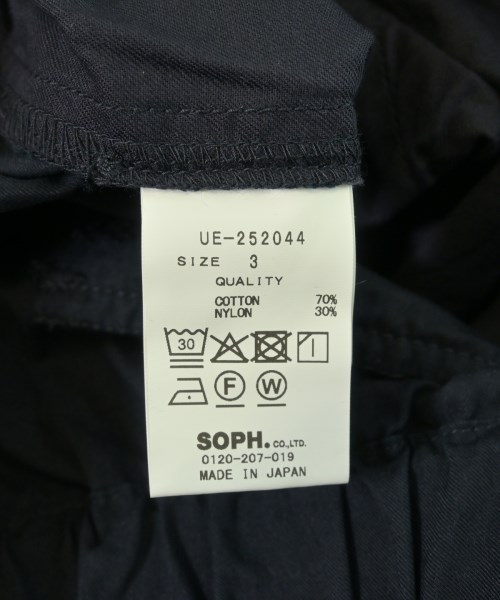 UE-252044
SIZE 3
QUALITY
COTTON 70%
NYLON 30%
30
F W
SOPH. CO.,LTD.
0120-207-019
MADE IN JAPAN